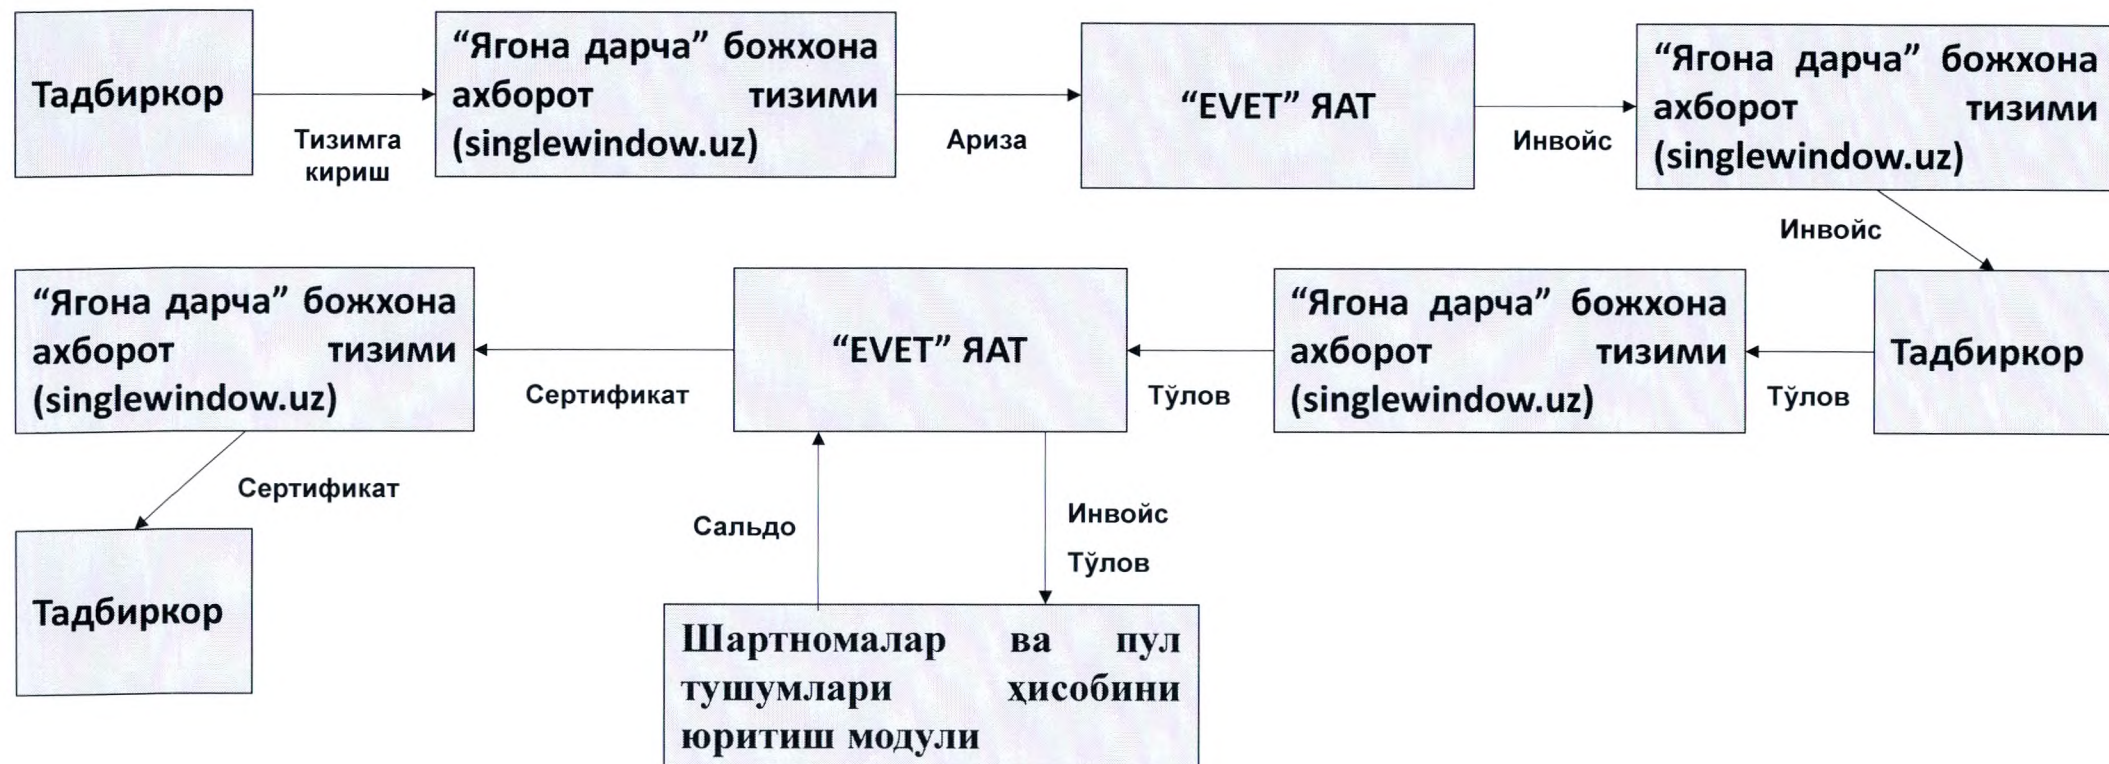 Тадбиркор
Тизимга
кириш
“Ягона дарча” божхона
ахборот тизими
(singlewindow.uz)
Ариза
“EVET” ЯАТ
Инвойс
“Ягона дарча” божхона
ахборот тизими
(singlewindow.uz)
Инвойс
Тадбиркор
Тўлов
“Ягона дарча” божхона
ахборот тизими
(singlewindow.uz)
Тўлов
“EVET” ЯАТ
Сальдо
Инвойс
Тўлов
Шартномалар ва пул
тушумлари ҳисобини
юритиш модули
Сертификат
“Ягона дарча” божхона
ахборот тизими
(singlewindow.uz)
Сертификат
Тадбиркор